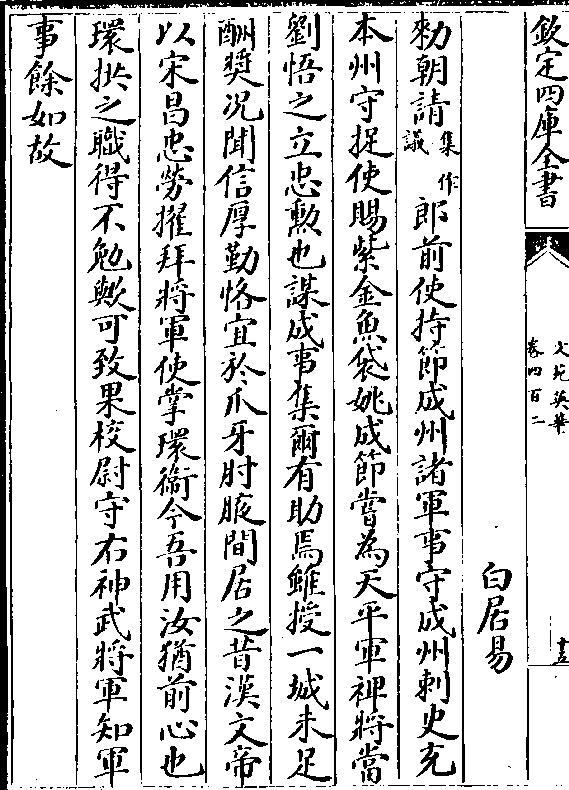 欽定四庫全書
文苑英華
卷四百二
十五
白居易
勅朝請集作議郎前使持節成州諸軍事守成州刺史充
本州守捉使賜紫金魚袋姚成節嘗為天平軍裨將當
劉悟之立忠勲也謀成事集爾有助焉雖授一城未足
酬奨况聞信厚勤恪宜於爪牙肘腋間居之昔漢文帝
以宋昌忠勞擢拜將軍使掌環衛今吾用汝猶前心也
環拱之職得不勉歟可致果校尉守右神武將軍知軍
事餘如故